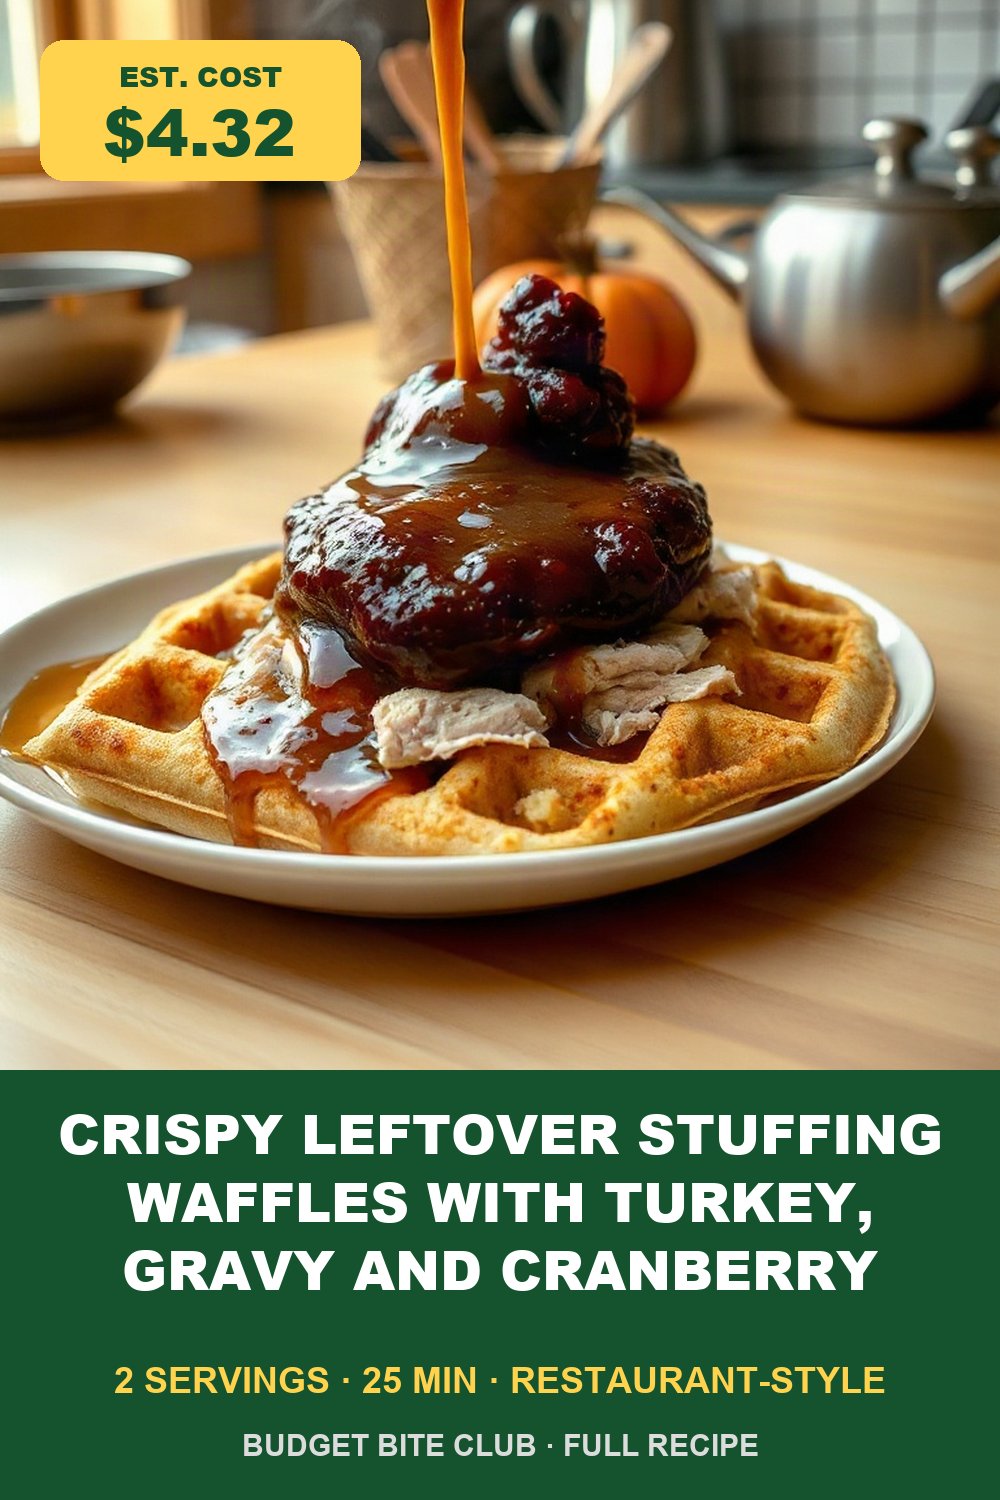 EST. COST
$4.32
CRISPY LEFTOVER STUFFING
WAFFLES WITH TURKEY,
GRAVY AND CRANBERRY
2 SERVINGS · 25 MIN · RESTAURANT-STYLE
BUDGET BITE CLUB · FULL RECIPE